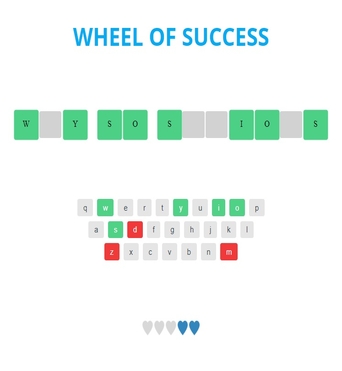 WHEEL OF SUCCESS
W Y S O S I O S
q w e r t y u i o p
a s d f g h j k l
z x c v b n m